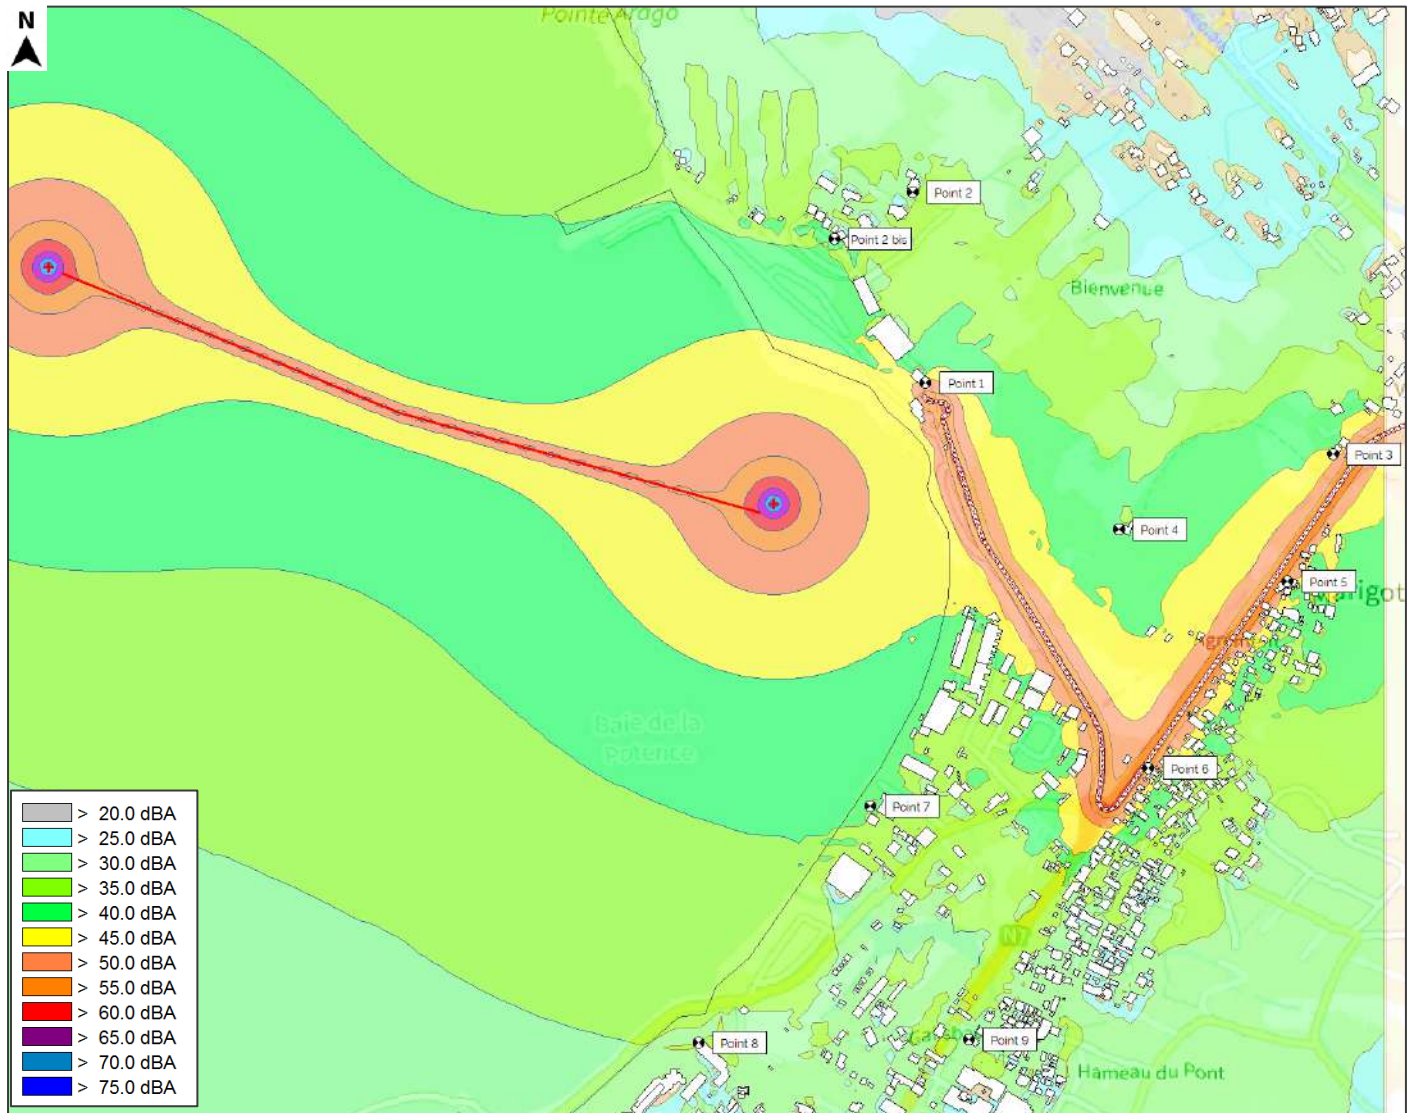 N
Pointe Arago
Point 2
Point 2 bis
Bienvenue
Point 1
Point 3
Point 4
Point 5
Baie de la
Potence
Point 6
Point 7
N7
Point 8
Point 9
Hameau du Pont
> 20.0 dBA
> 25.0 dBA
> 30.0 dBA
> 35.0 dBA
> 40.0 dBA
> 45.0 dBA
> 50.0 dBA
> 55.0 dBA
> 60.0 dBA
> 65.0 dBA
> 70.0 dBA
> 75.0 dBA